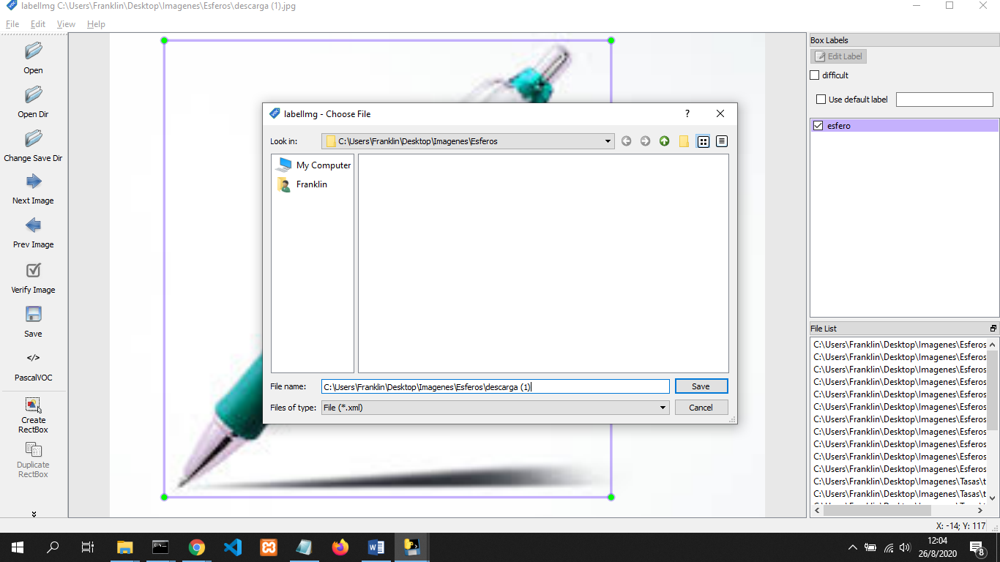 labelImg C:\Users\Franklin\Desktop\Imagenes\Esferos\descarga (1).jpg
File Edit View Help
Open
Open Dir
Change Save Dir
Next Image
Prev Image
Verify Image
Save
</>
PascalVOC
Create
RectBox
Duplicate
RectBox
labelImg - Choose File
?
Look in:
C:\Users\Franklin\Desktop\Imagenes\Esferos
My Computer
Franklin
File name:
C:\Users\Franklin\Desktop\Imagenes\Esferos\descarga (1)
Save
Files of type:
File (*.xml)
Cancel
Box Labels
Edit Label
difficult
Use default label
esfero
File List
C:\Users\Franklin\Desktop\Imagenes\Esferos
C:\Users\Franklin\Desktop\Imagenes\Esferos
C:\Users\Franklin\Desktop\Imagenes\Esferos
C:\Users\Franklin\Desktop\Imagenes\Esferos
C:\Users\Franklin\Desktop\Imagenes\Esferos
C:\Users\Franklin\Desktop\Imagenes\Esferos
C:\Users\Franklin\Desktop\Imagenes\Esferos
C:\Users\Franklin\Desktop\Imagenes\Esferos
C:\Users\Franklin\Desktop\Imagenes\Esferos
C:\Users\Franklin\Desktop\Imagenes\Esferos
C:\Users\Franklin\Desktop\Imagenes\Esferos
C:\Users\Franklin\Desktop\Imagenes\Tasas\t
C:\Users\Franklin\Desktop\Imagenes\Tasas\t
X: -14; Y: 117
12:04
26/8/2020
8